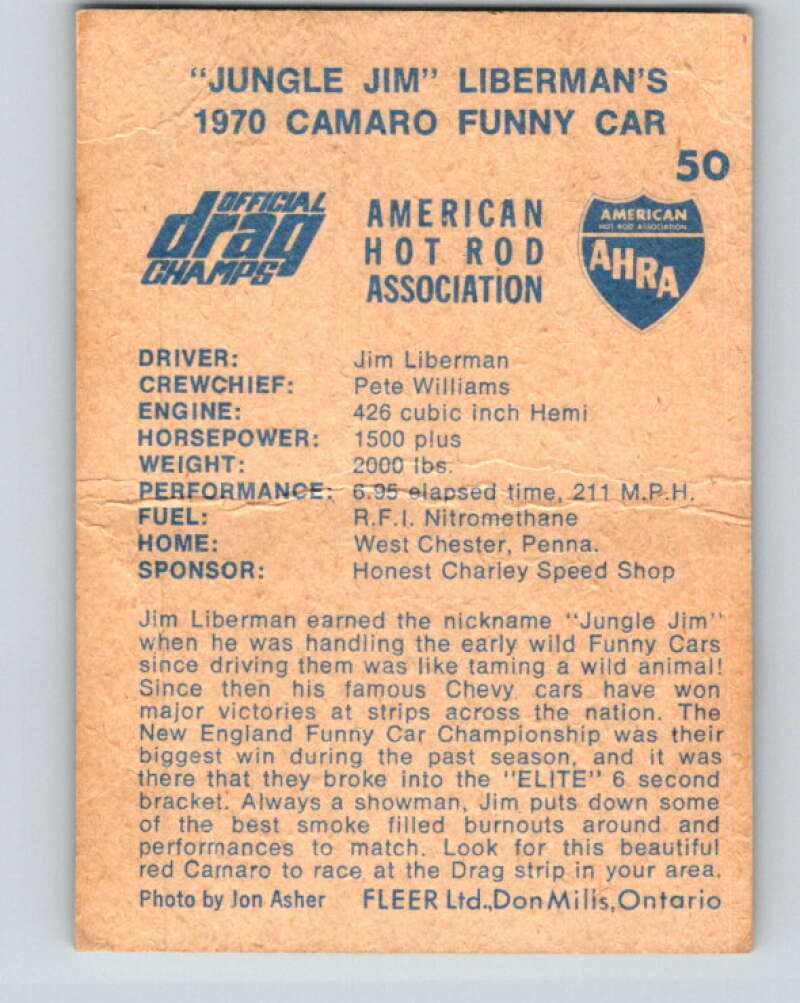 "JUNGLE JIM" LIBERMAN'S
1970 CAMARO FUNNY CAR
50
OFFICIAL
drag
CHAMPS
AMERICAN
HOT ROD
ASSOCIATION
AMERICAN
HOT ROD ASSOCIATION
AHRA
DRIVER: Jim Liberman
CREWCHIEF: Pete Williams
ENGINE: 426 cubic inch Hemi
HORSEPOWER: 1500 plus
WEIGHT: 2000 lbs.
PERFORMANCE: 6.95 elapsed time, 211 M.P.H.
FUEL: R.F.I. Nitromethane
HOME: West Chester, Penna.
SPONSOR: Honest Charley Speed Shop
Jim Liberman earned the nickname "Jungle Jim"
when he was handling the early wild Funny Cars
since driving them was like taming a wild animal!
Since then his famous Chevy cars have won
major victories at strips across the nation. The
New England Funny Car Championship was their
biggest win during the past season, and it was
there that they broke into the "ELITE" 6 second
bracket. Always a showman, Jim puts down some
of the best smoke filled burnouts around and
performances to match. Look for this beautiful
red Camaro to race at the Drag strip in your area.
Photo by Jon Asher FLEER Ltd., Don Mills, Ontario